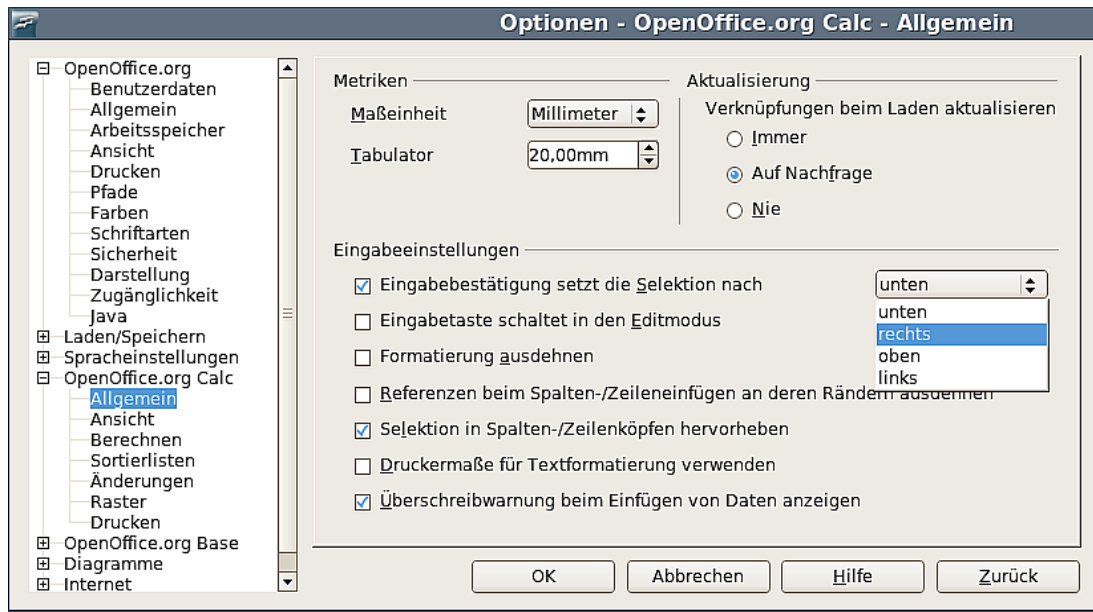 Optionen - OpenOffice.org Calc - Allgemein
OpenOffice.org
Benutzerdaten
Allgemein
Arbeitsspeicher
Ansicht
Drucken
Pfade
Farben
Schriftarten
Sicherheit
Darstellung
Zugänglichkeit
Java
Laden/Speichern
Spracheinstellungen
OpenOffice.org Calc
Allgemein
Ansicht
Berechnen
Sortierlisten
Änderungen
Raster
Drucken
OpenOffice.org Base
Diagramme
Internet
Metriken
Maßeinheit Millimeter
Tabulator 20,00mm
Aktualisierung
Verknüpfungen beim Laden aktualisieren
Immer
Auf Nachfrage
Nie
Eingabeeinstellungen
Eingabebestätigung setzt die Selektion nach unten
unten
rechts
oben
links
Eingabetaste schaltet in den Editmodus
Formatierung ausdehnen
Referenzen beim Spalten-/Zeileneinfügen an deren Rändern ausdehnen
Selektion in Spalten-/Zeilenköpfen hervorheben
Druckermaße für Textformatierung verwenden
Überschreibwarnung beim Einfügen von Daten anzeigen
OK Abbrechen Hilfe Zurück